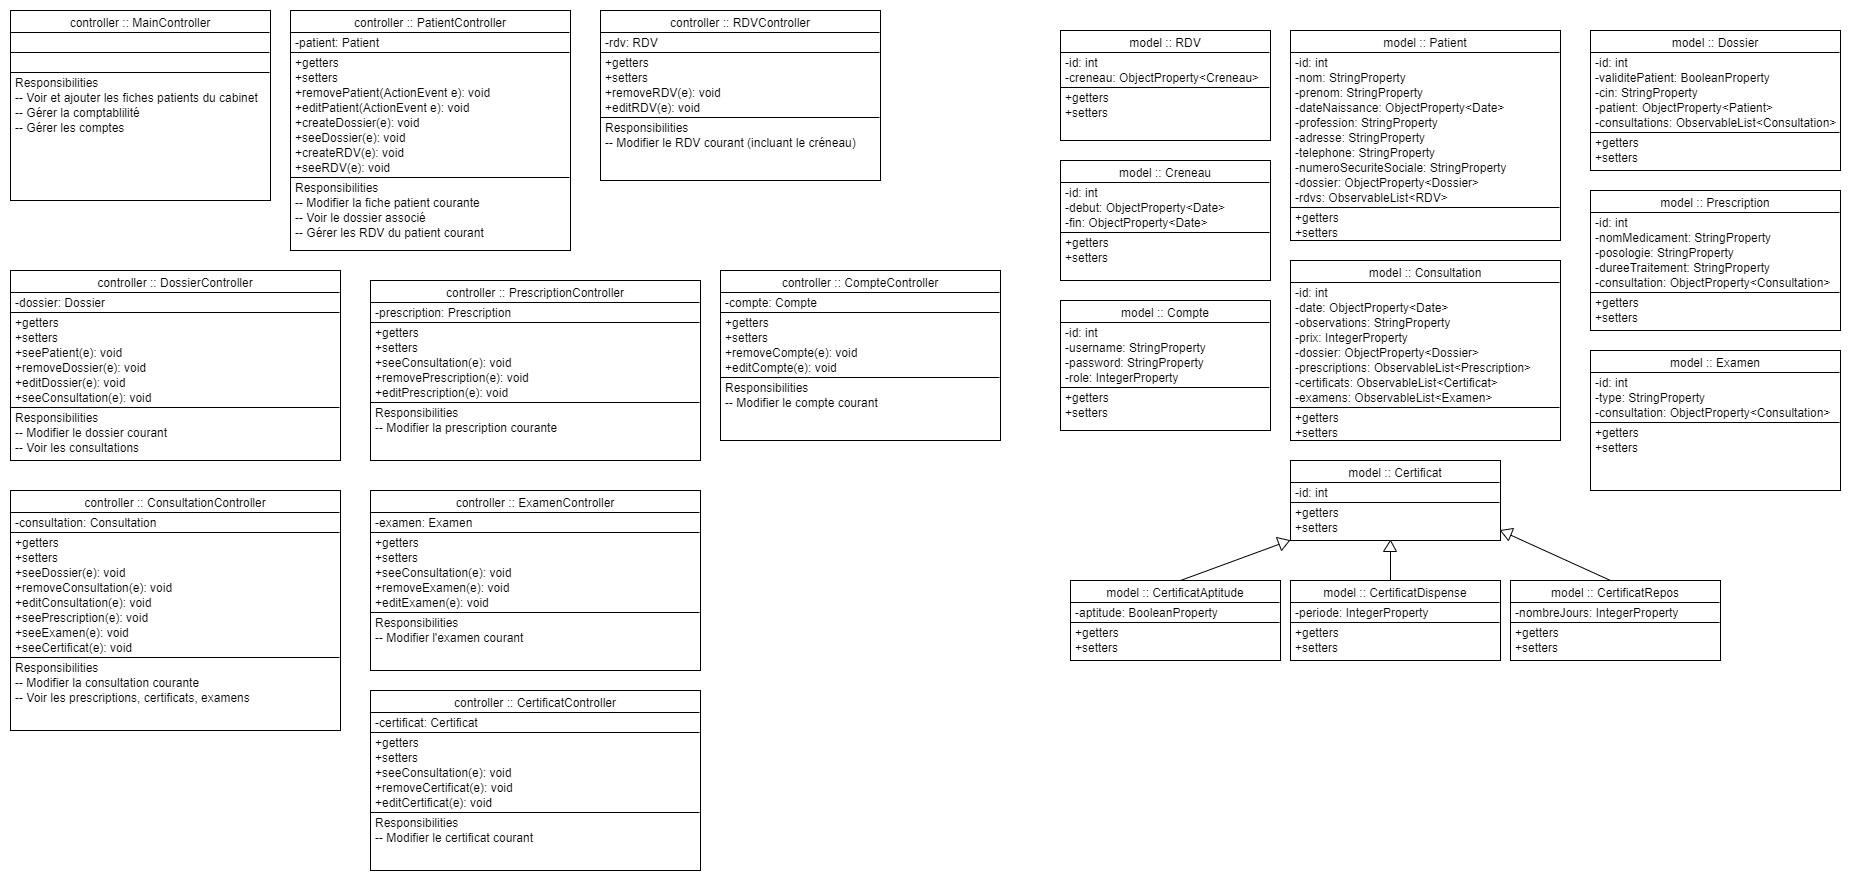 controller :: MainController
Responsibilities
-- Voir et ajouter les fiches patients du cabinet
-- Gérer la comptablilité
-- Gérer les comptes
controller :: PatientController
-patient: Patient
+getters
+setters
+removePatient(ActionEvent e): void
+editPatient(ActionEvent e): void
+createDossier(e): void
+seeDossier(e): void
+createRDV(e): void
+seeRDV(e): void
Responsibilities
-- Modifier la fiche patient courante
-- Voir le dossier associé
-- Gérer les RDV du patient courant
controller :: RDVController
-rdv: RDV
+getters
+setters
+removeRDV(e): void
+editRDV(e): void
Responsibilities
-- Modifier le RDV courant (incluant le créneau)
controller :: DossierController
-dossier: Dossier
+getters
+setters
+seePatient(e): void
+removeDossier(e): void
+editDossier(e): void
+seeConsultation(e): void
Responsibilities
-- Modifier le dossier courant
-- Voir les consultations
controller :: PrescriptionController
-prescription: Prescription
+getters
+setters
+seeConsultation(e): void
+removePrescription(e): void
+editPrescription(e): void
Responsibilities
-- Modifier la prescription courante
controller :: CompteController
-compte: Compte
+getters
+setters
+removeCompte(e): void
+editCompte(e): void
Responsibilities
-- Modifier le compte courant
controller :: ConsultationController
-consultation: Consultation
+getters
+setters
+seeDossier(e): void
+removeConsultation(e): void
+editConsultation(e): void
+seePrescription(e): void
+seeExamen(e): void
+seeCertificat(e): void
Responsibilities
-- Modifier la consultation courante
-- Voir les prescriptions, certificats, examens
controller :: ExamenController
-examen: Examen
+getters
+setters
+seeConsultation(e): void
+removeExamen(e): void
+editExamen(e): void
Responsibilities
-- Modifier l'examen courant
controller :: CertificatController
-certificat: Certificat
+getters
+setters
+seeConsultation(e): void
+removeCertificat(e): void
+editCertificat(e): void
Responsibilities
-- Modifier le certificat courant
model :: RDV
-id: int
-creneau: ObjectProperty<Creneau>
+getters
+setters
model :: Creneau
-id: int
-debut: ObjectProperty<Date>
-fin: ObjectProperty<Date>
+getters
+setters
model :: Compte
-id: int
-username: StringProperty
-password: StringProperty
-role: IntegerProperty
+getters
+setters
model :: Patient
-id: int
-nom: StringProperty
-prenom: StringProperty
-dateNaissance: ObjectProperty<Date>
-profession: StringProperty
-adresse: StringProperty
-telephone: StringProperty
-numeroSecuriteSociale: StringProperty
-dossier: ObjectProperty<Dossier>
-rdvs: ObservableList<RDV>
+getters
+setters
model :: Consultation
-id: int
-date: ObjectProperty<Date>
-observations: StringProperty
-prix: IntegerProperty
-dossier: ObjectProperty<Dossier>
-prescriptions: ObservableList<Prescription>
-certificats: ObservableList<Certificat>
-examens: ObservableList<Examen>
+getters
+setters
model :: Dossier
-id: int
-validitePatient: BooleanProperty
-cin: StringProperty
-patient: ObjectProperty<Patient>
-consultations: ObservableList<Consultation>
+getters
+setters
model :: Prescription
-id: int
-nomMedicament: StringProperty
-posologie: StringProperty
-dureeTraitement: StringProperty
-consultation: ObjectProperty<Consultation>
+getters
+setters
model :: Examen
-id: int
-type: StringProperty
-consultation: ObjectProperty<Consultation>
+getters
+setters
model :: Certificat
-id: int
+getters
+setters
model :: CertificatAptitude
-aptitude: BooleanProperty
+getters
+setters
model :: CertificatDispense
-periode: IntegerProperty
+getters
+setters
model :: CertificatRepos
-nombreJours: IntegerProperty
+getters
+setters